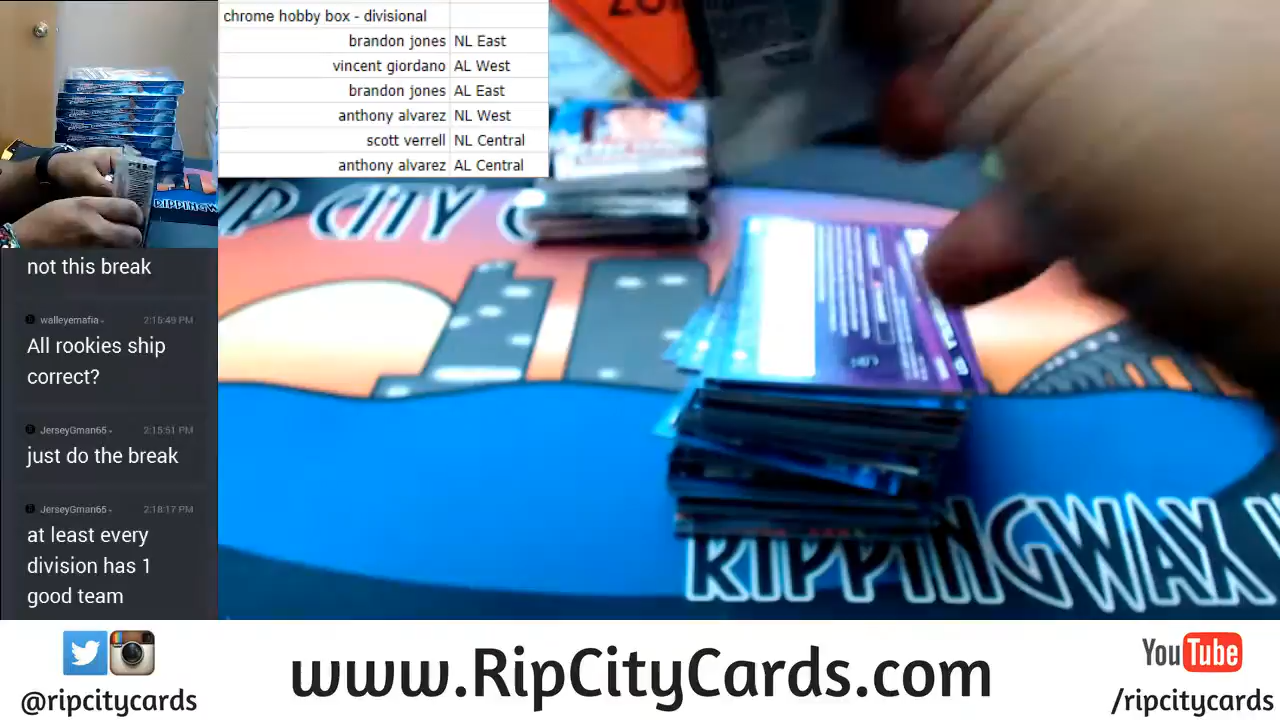 chrome hobby box - divisional
brandon jones NL East
vincent giordano AL West
brandon jones AL East
anthony alvarez NL West
scott verrell NL Central
anthony alvarez AL Central
not this break
walleyemafia 2:15:49 PM
All rookies ship
correct?
JerseyGman65 2:15:51 PM
just do the break
JerseyGman65 2:18:17 PM
at least every
division has 1
good team
RIPPINGW
IP CITY C
RIPPINGWAX
@ripcitycards
www.RipCityCards.com
YouTube
/ripcitycards